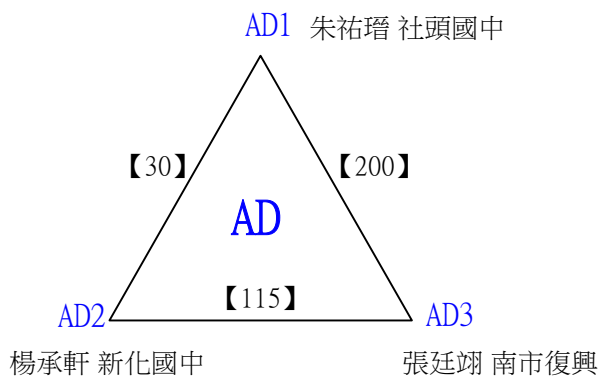 AD1 朱祐瑨 社頭國中
【30】
【200】
AD
【115】
AD2
AD3
楊承軒 新化國中
張廷翊 南市復興